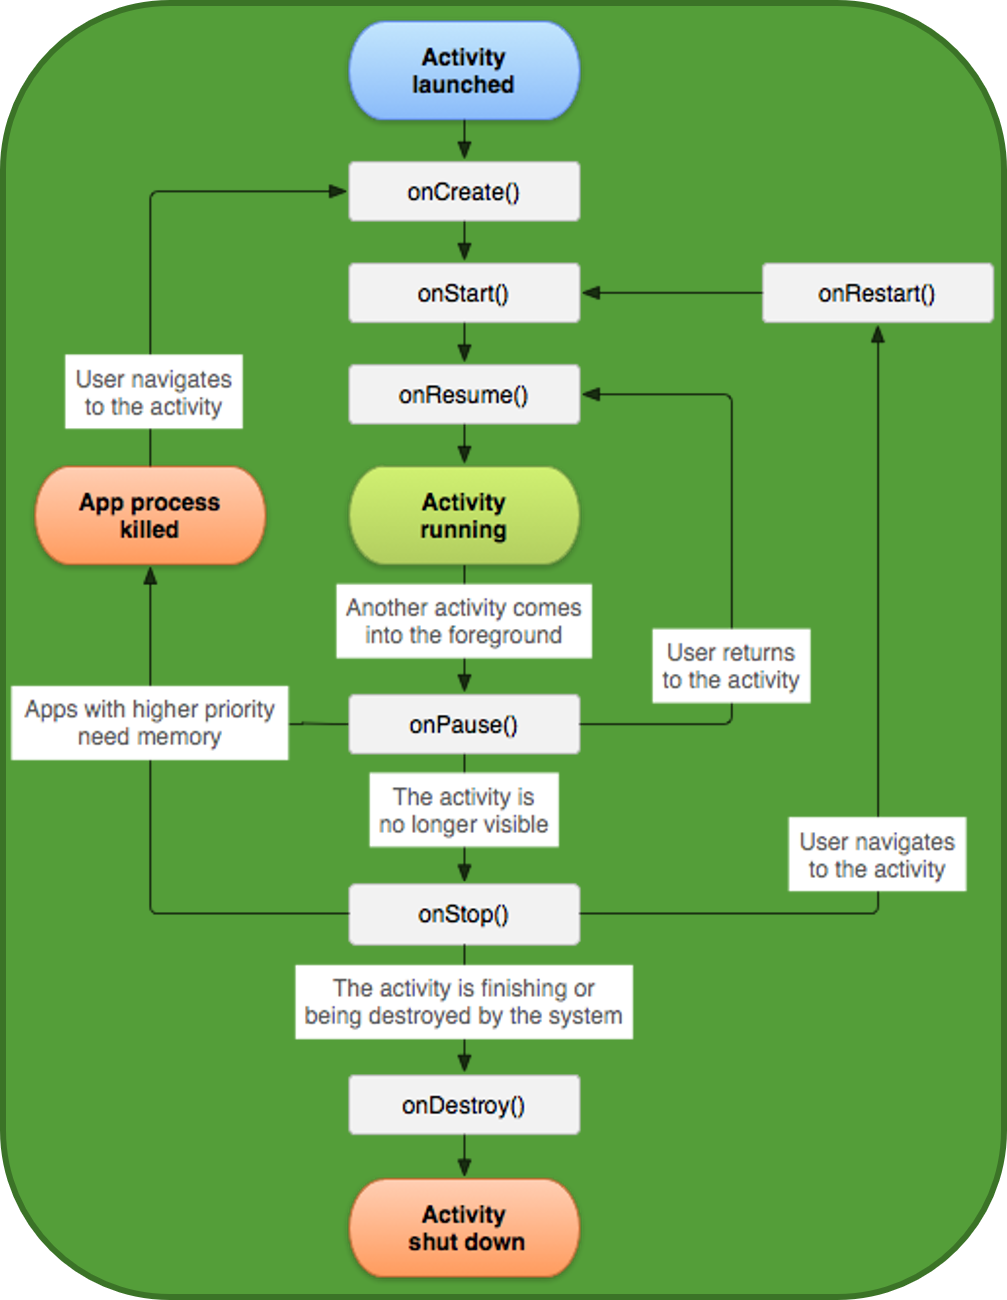 Activity
launched
onCreate()
onStart()
onRestart()
onResume()
User navigates
to the activity
App process
killed
Activity
running
Another activity comes
into the foreground
User returns
to the activity
Apps with higher priority
need memory
onPause()
The activity is
no longer visible
User navigates
to the activity
onStop()
The activity is finishing or
being destroyed by the system
onDestroy()
Activity
shut down